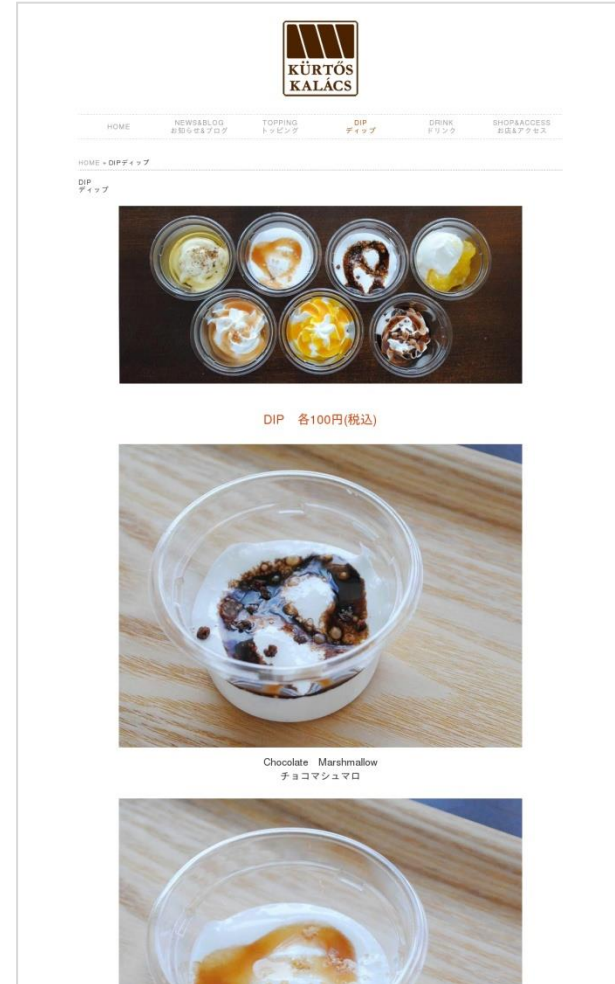 KÜRTŐS
KALÁCS
HOME
NEWS&BLOG
お知らせ&ブログ
TOPPING
トッピング
DIP
ディップ
DRINK
ドリンク
SHOP&ACCESS
お店&アクセス
HOME » DIPディップ
DIP
ディップ
DIP 各100円(税込)
Chocolate Marshmallow
チョコマシュマロ